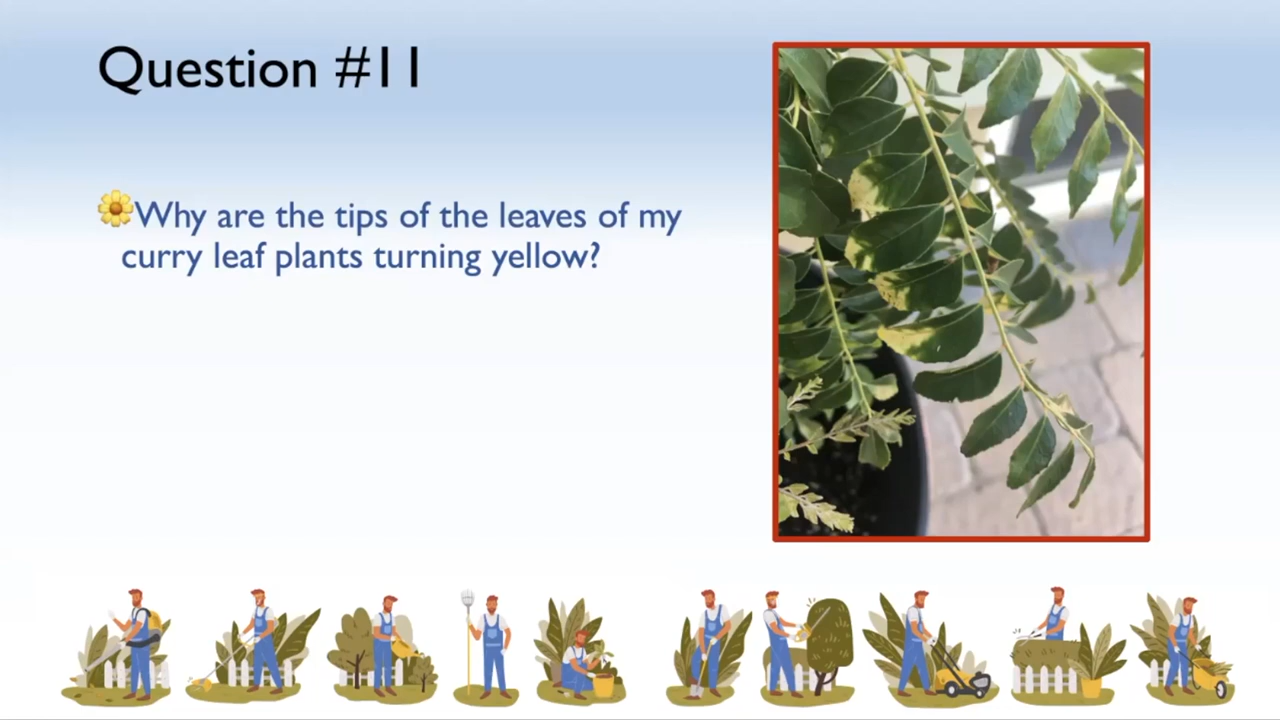 Question #11
Why are the tips of the leaves of my
curry leaf plants turning yellow?